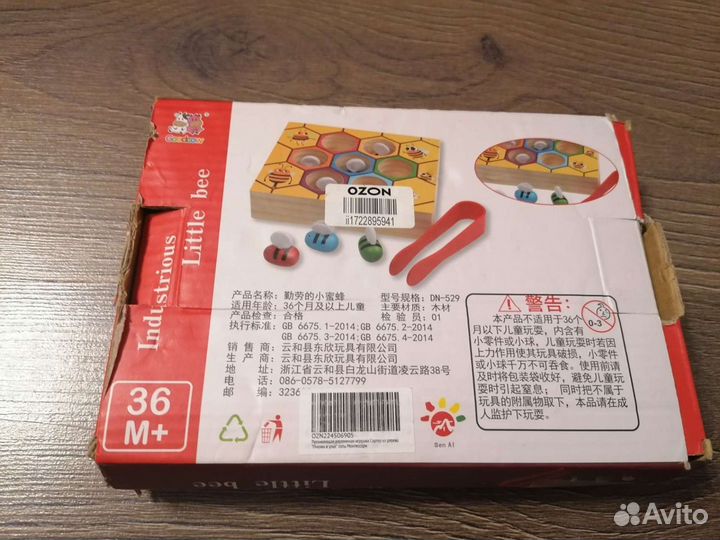 OZON
ii1722895941
Industrious
Little bee
产品名称：勤劳的小蜜蜂
型号规格：DN-529
适用年龄：36个月及以上儿童
主要材质：木材
产品检查：合格
检 验 员：01
执行标准：GB 6675.1-2014;GB 6675.2-2014
GB 6675.3-2014;GB 6675.4-2014
销 售 商：云和县东欣玩具有限公司
生 产 商：云和县东欣玩具有限公司
地 址：浙江省云和县白龙山街道凌云路38号
电 话：086-0578-5127799
邮 编：3236
36
M+
OZN224506905
Развивающая деревянная игрушка Сортер из дерева
Sen Ai
警告：
0-3
本产品不适用于36个
月以下儿童玩耍，内含有
小零件或小球，儿童玩耍时若因
上力作用使其玩具破损，小零件
或小球千万不可吞食。使用前请
及时将包装袋收好，避免儿童玩
耍时引起窒息；同时把不属于
玩具的附属物取下，本品请在成
人监护下玩耍。
Little bee
Avito